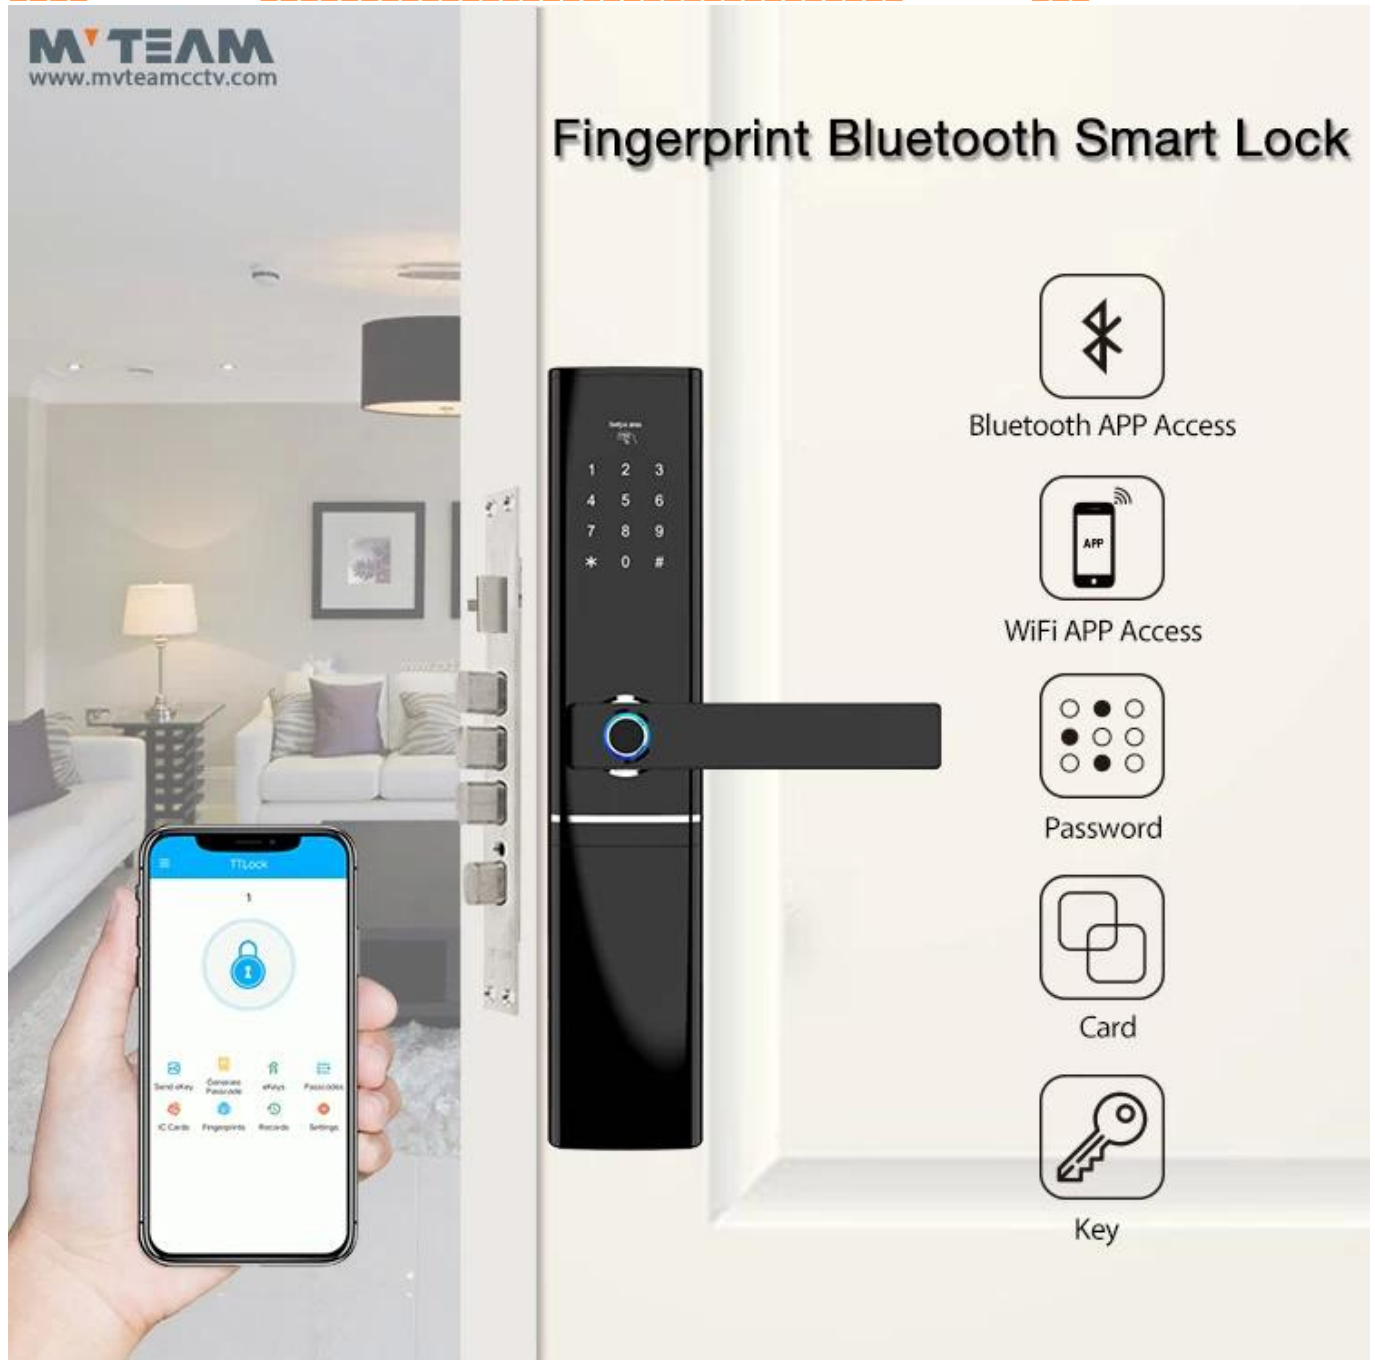 MVTEAM
www.mvteamcctv.com
Fingerprint Bluetooth Smart Lock
Bluetooth APP Access
1 2 3
4 5 6
7 8 9
* 0 #
APP
WiFi APP Access
Password
TTLock
1
Send eKey
Generate
Passcode
eKeys
Passcodes
IC Cards
Fingerprints
Records
Settings
Card
Key